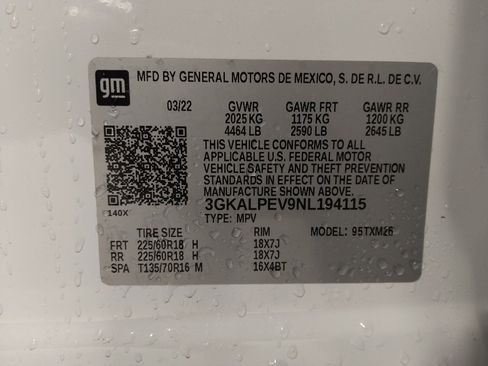 gm
MFD BY GENERAL MOTORS DE MEXICO, S. DE R.L. DE C.V.
03/22 GVWR GAWR FRT GAWR RR
2025 KG 1175 KG 1200 KG
4464 LB 2590 LB 2645 LB
THIS VEHICLE CONFORMS TO ALL
APPLICABLE U.S. FEDERAL MOTOR
VEHICLE SAFETY AND THEFT PREVENTION
STANDARDS IN EFFECT ON THE DATE OF
MANUFACTURE SHOWN ABOVE.
3GKALPEV9NL194115
140X TYPE: MPV
TIRE SIZE RIM MODEL: 95TXM26
FRT 225/60R18 H 18X7J
RR 225/60R18 H 18X7J
SPA T135/70R16 M 16X4BT